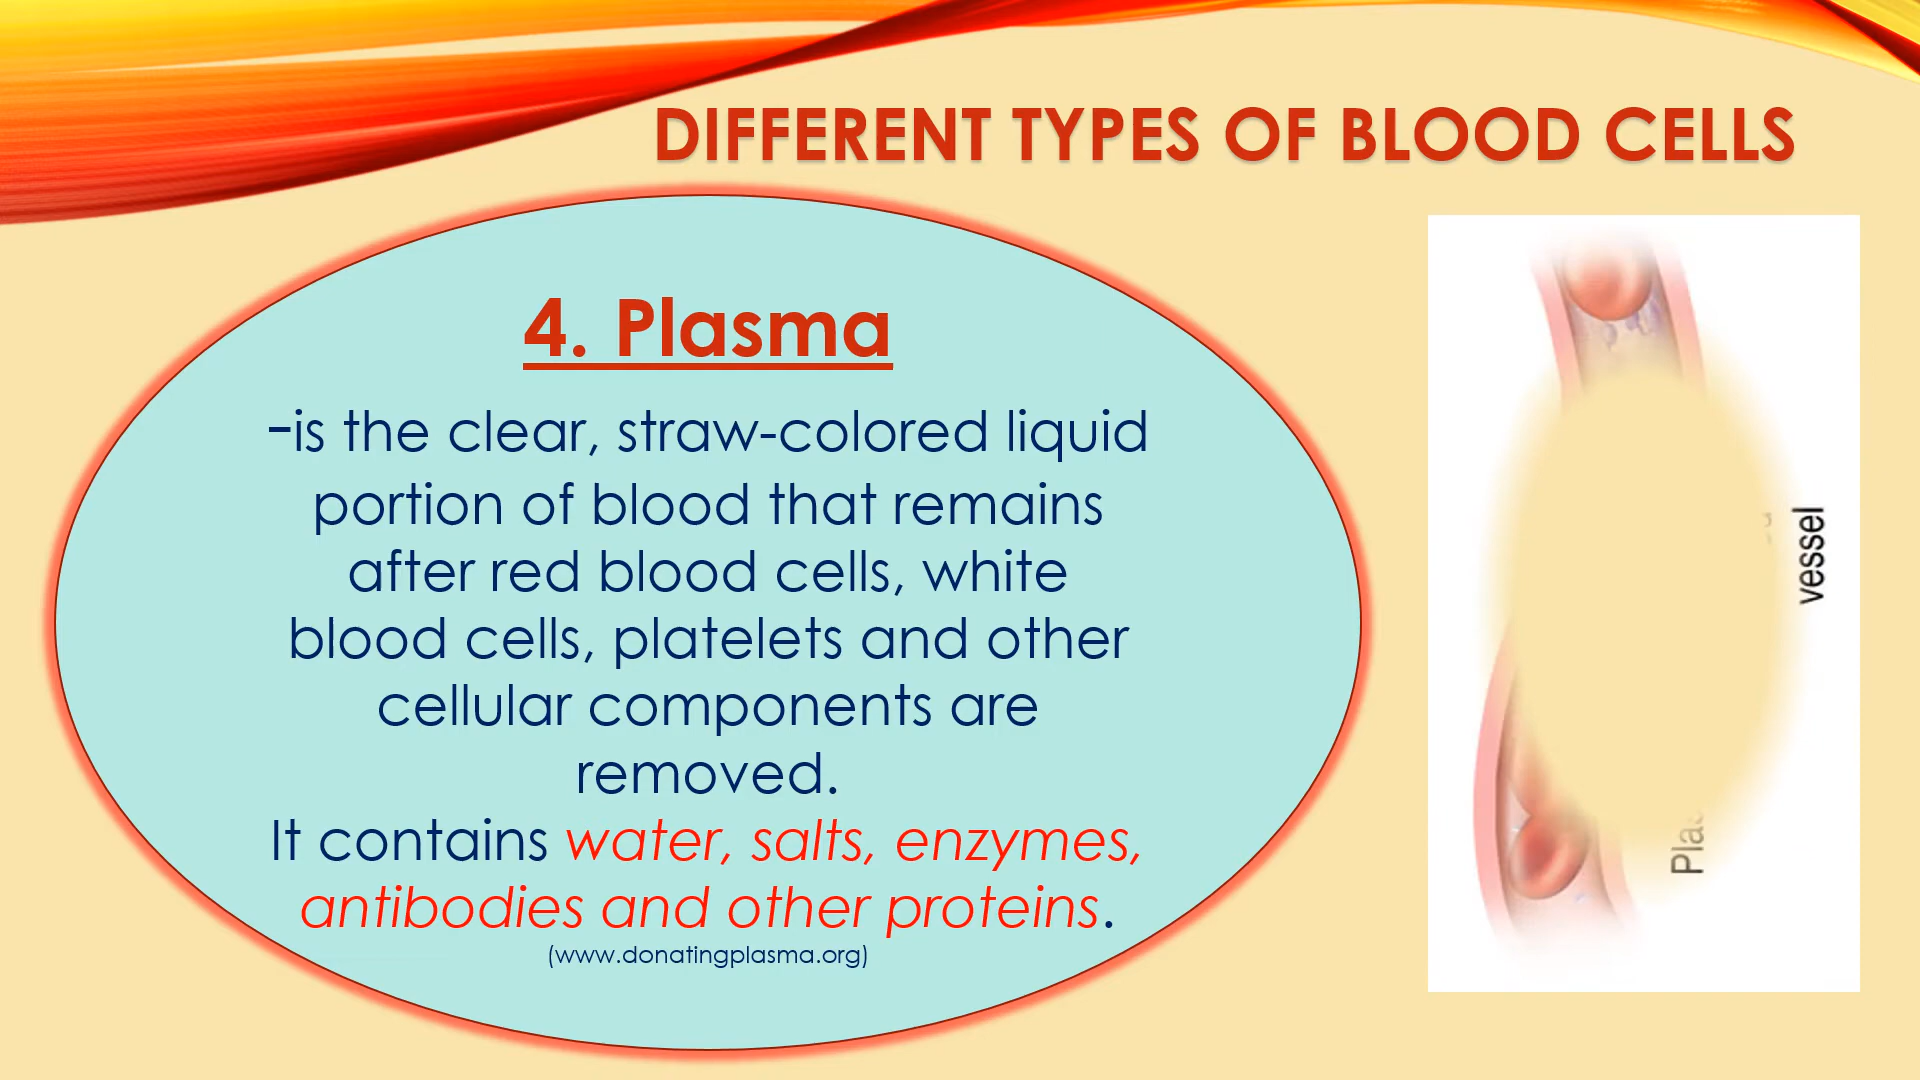 DIFFERENT TYPES OF BLOOD CELLS
4. Plasma
-is the clear, straw-colored liquid
portion of blood that remains
after red blood cells, white
blood cells, platelets and other
cellular components are
removed.
It contains water, salts, enzymes,
antibodies and other proteins.
(www.donatingplasma.org)
vessel